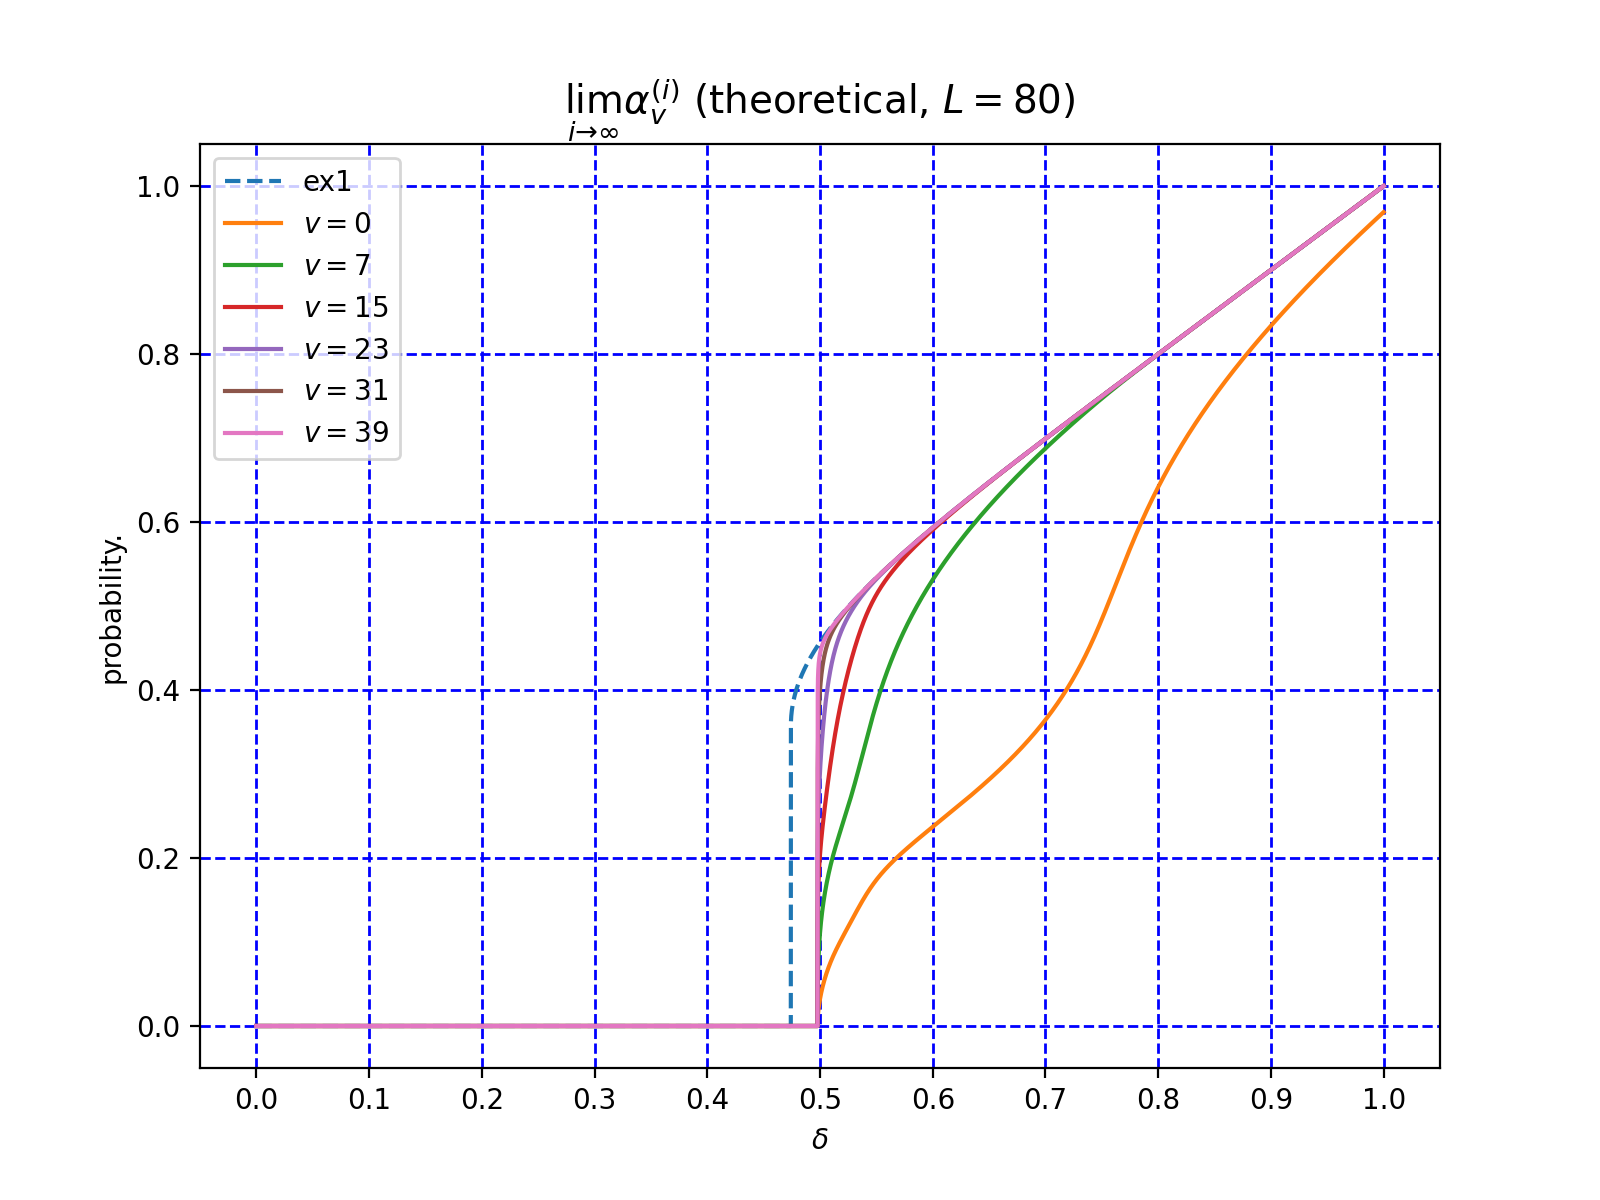 lim α_v^(i) (theoretical, L = 80)
i→∞
ex1
v = 0
v = 7
v = 15
v = 23
v = 31
v = 39
probability.
1.0
0.8
0.6
0.4
0.2
0.0
0.0 0.1 0.2 0.3 0.4 0.5 0.6 0.7 0.8 0.9 1.0
δ